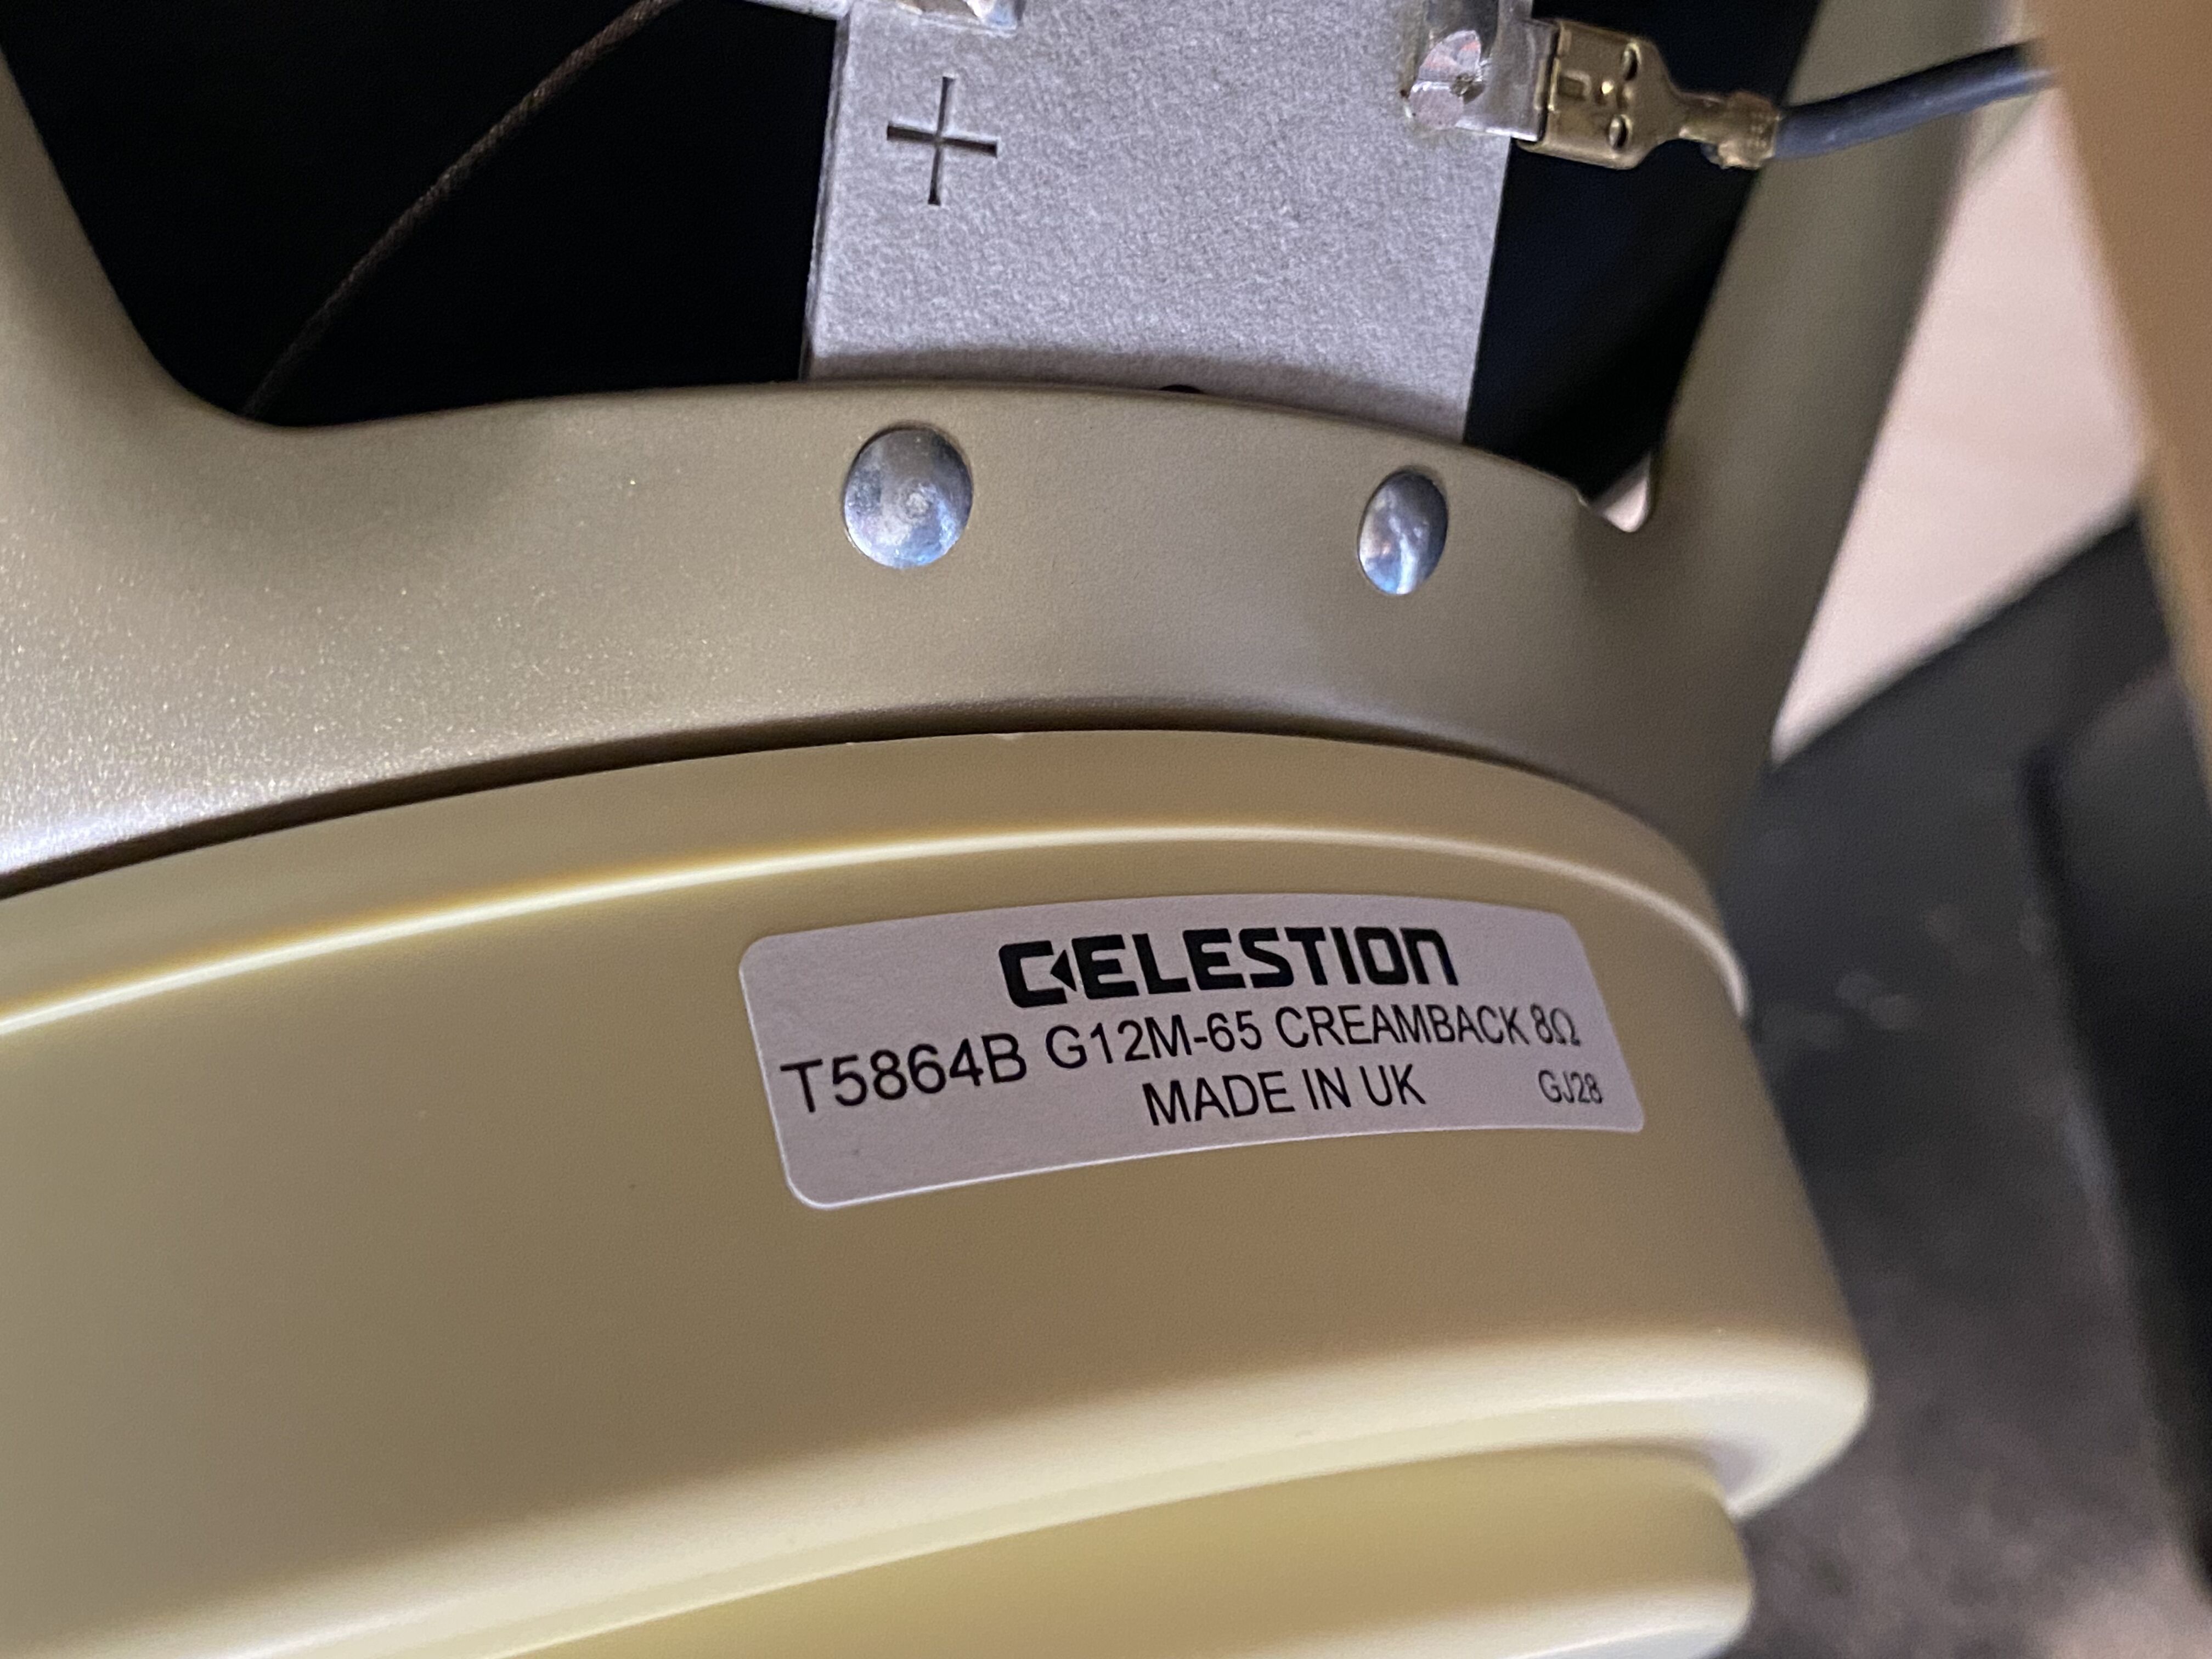 +
CELESTION
T5864B G12M-65 CREAMBACK 8Ω
MADE IN UK GJ28